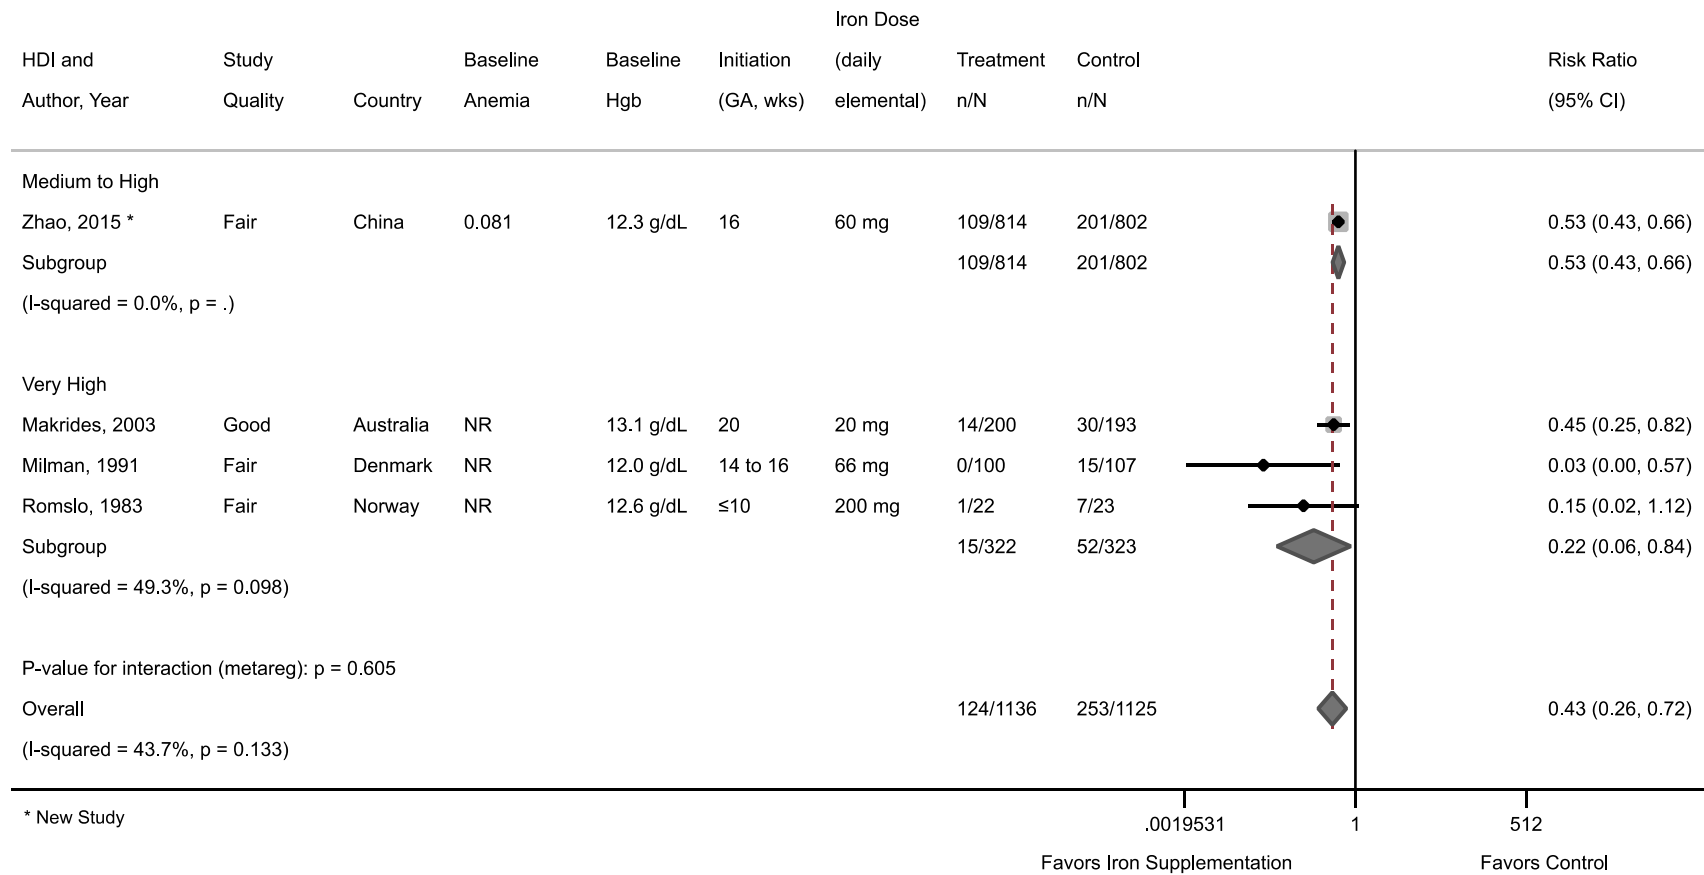 Iron Dose
HDI and Study Baseline Baseline Initiation (daily Treatment Control Risk Ratio
Author, Year Quality Country Anemia Hgb (GA, wks) elemental) n/N n/N (95% CI)
Medium to High
Zhao, 2015 * Fair China 0.081 12.3 g/dL 16 60 mg 109/814 201/802 0.53 (0.43, 0.66)
Subgroup 109/814 201/802 0.53 (0.43, 0.66)
(I-squared = 0.0%, p = .)
Very High
Makrides, 2003 Good Australia NR 13.1 g/dL 20 20 mg 14/200 30/193 0.45 (0.25, 0.82)
Milman, 1991 Fair Denmark NR 12.0 g/dL 14 to 16 66 mg 0/100 15/107 0.03 (0.00, 0.57)
Romslo, 1983 Fair Norway NR 12.6 g/dL ≤10 200 mg 1/22 7/23 0.15 (0.02, 1.12)
Subgroup 15/322 52/323 0.22 (0.06, 0.84)
(I-squared = 49.3%, p = 0.098)
P-value for interaction (metareg): p = 0.605
Overall 124/1136 253/1125 0.43 (0.26, 0.72)
(I-squared = 43.7%, p = 0.133)
* New Study
.0019531 1 512
Favors Iron Supplementation Favors Control